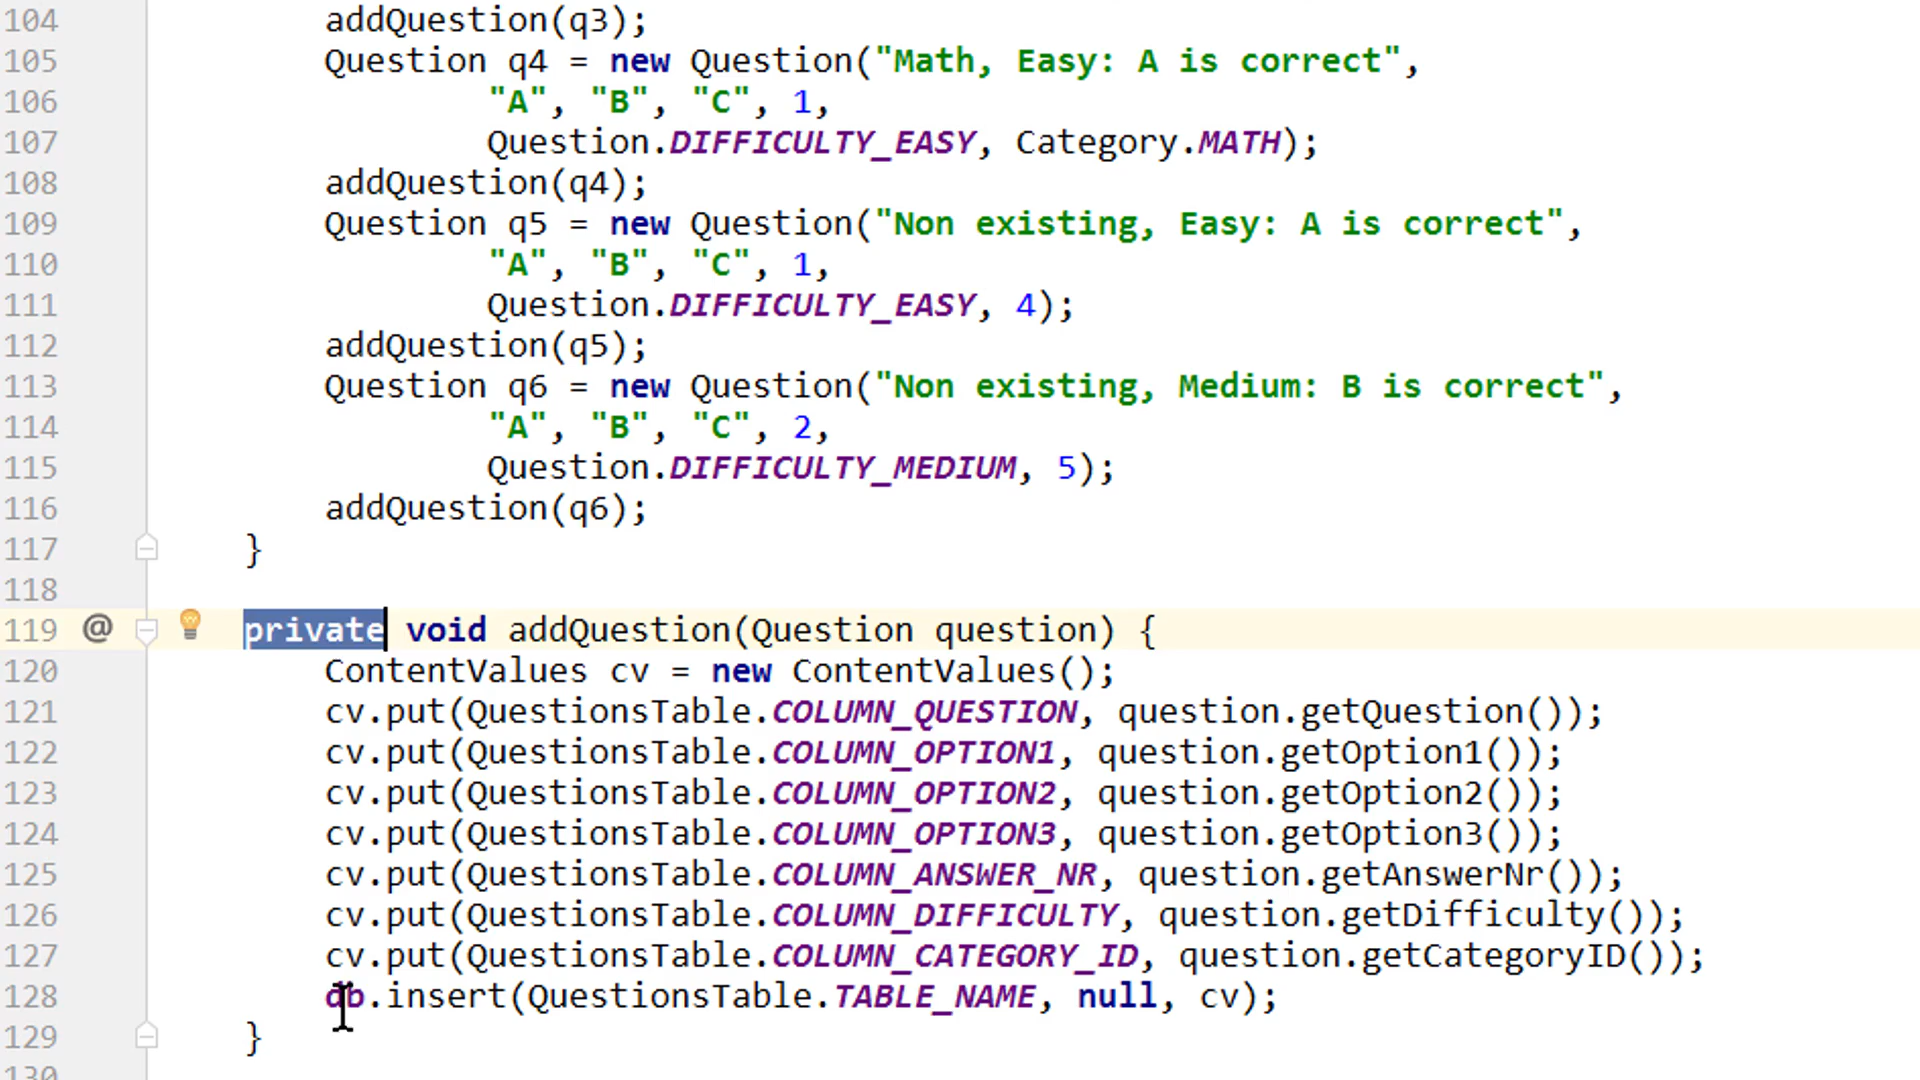 104 addQuestion(q3);
105 Question q4 = new Question("Math, Easy: A is correct",
106 "A", "B", "C", 1,
107 Question.DIFFICULTY_EASY, Category.MATH);
108 addQuestion(q4);
109 Question q5 = new Question("Non existing, Easy: A is correct",
110 "A", "B", "C", 1,
111 Question.DIFFICULTY_EASY, 4);
112 addQuestion(q5);
113 Question q6 = new Question("Non existing, Medium: B is correct",
114 "A", "B", "C", 2,
115 Question.DIFFICULTY_MEDIUM, 5);
116 addQuestion(q6);
117 }
118
119 @ private void addQuestion(Question question) {
120 ContentValues cv = new ContentValues();
121 cv.put(QuestionsTable.COLUMN_QUESTION, question.getQuestion());
122 cv.put(QuestionsTable.COLUMN_OPTION1, question.getOption1());
123 cv.put(QuestionsTable.COLUMN_OPTION2, question.getOption2());
124 cv.put(QuestionsTable.COLUMN_OPTION3, question.getOption3());
125 cv.put(QuestionsTable.COLUMN_ANSWER_NR, question.getAnswerNr());
126 cv.put(QuestionsTable.COLUMN_DIFFICULTY, question.getDifficulty());
127 cv.put(QuestionsTable.COLUMN_CATEGORY_ID, question.getCategoryID());
128 db.insert(QuestionsTable.TABLE_NAME, null, cv);
129 }
130